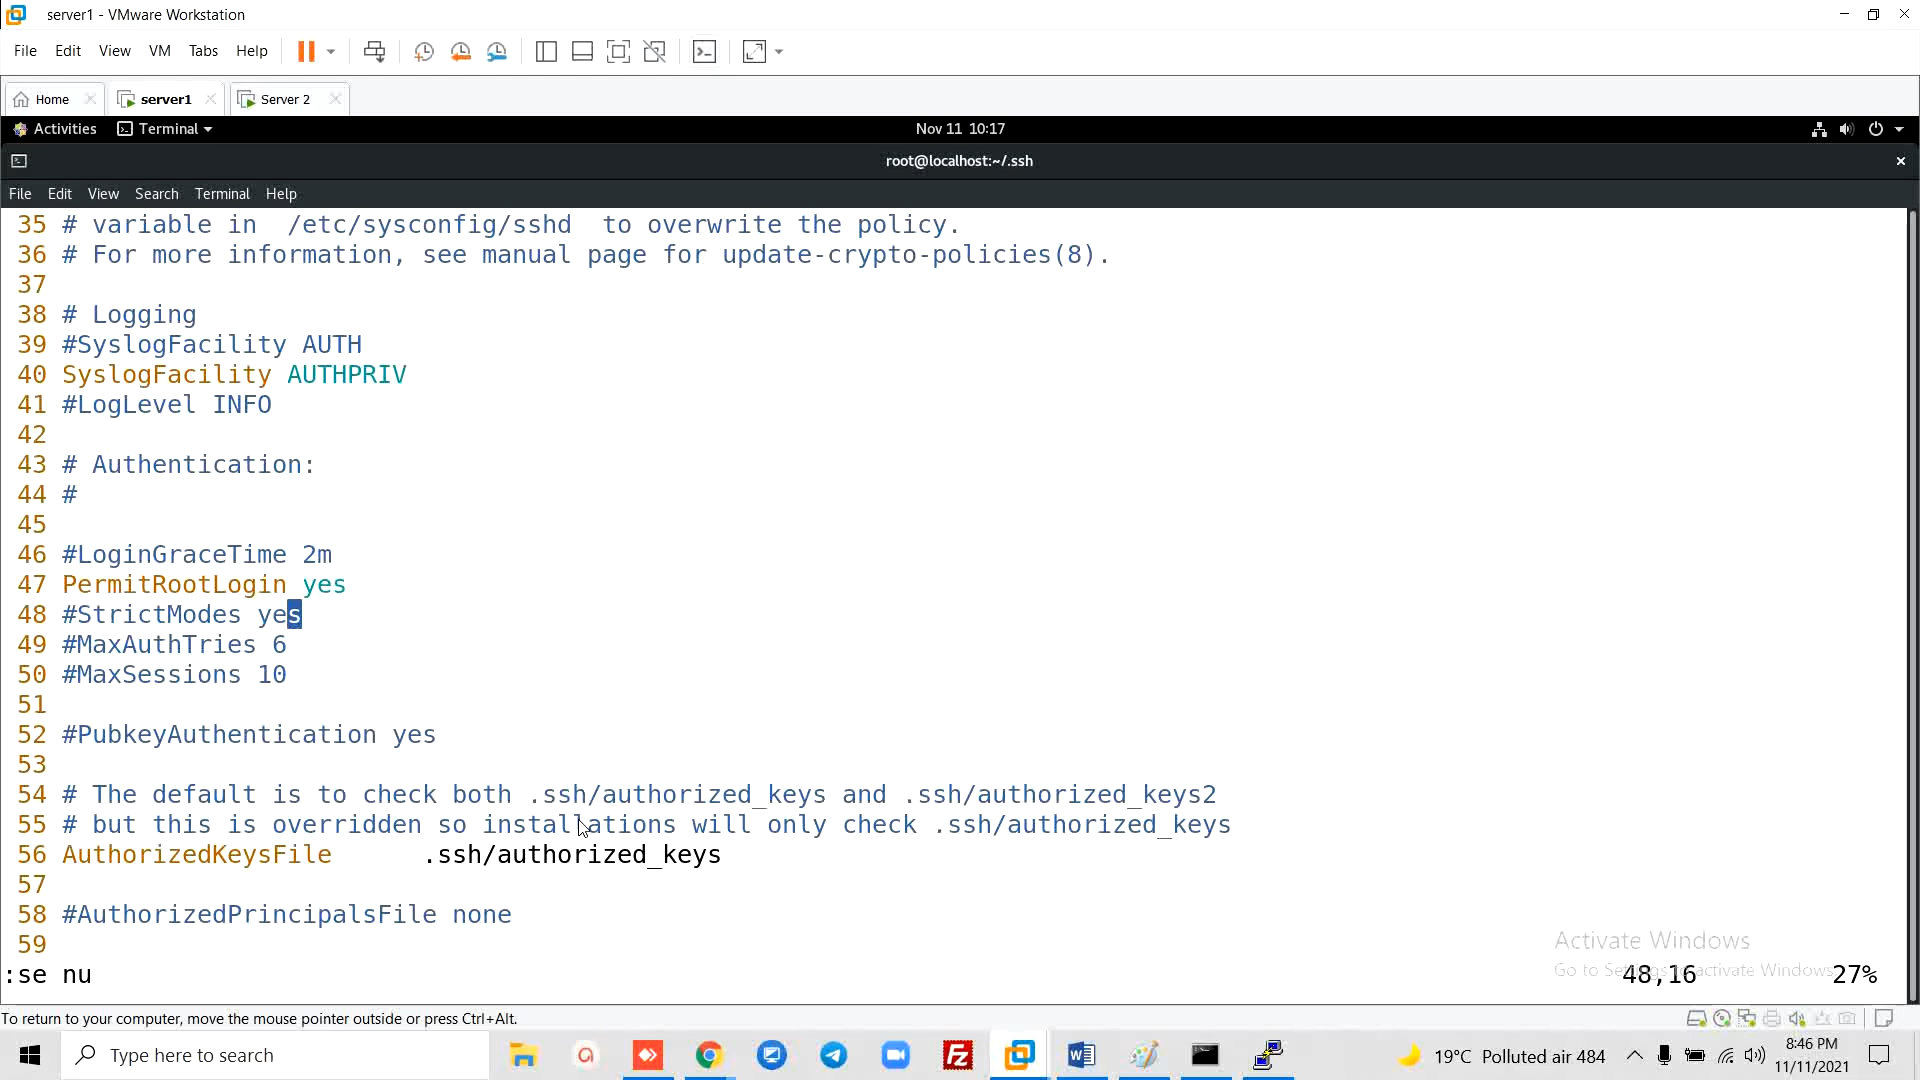 server1 - VMware Workstation
File Edit View VM Tabs Help
Home server1 Server 2
Activities Terminal Nov 11 10:17
root@localhost:~/.ssh
File Edit View Search Terminal Help
35 # variable in  /etc/sysconfig/sshd  to overwrite the policy.
36 # For more information, see manual page for update-crypto-policies(8).
37
38 # Logging
39 #SyslogFacility AUTH
40 SyslogFacility AUTHPRIV
41 #LogLevel INFO
42
43 # Authentication:
44 #
45
46 #LoginGraceTime 2m
47 PermitRootLogin yes
48 #StrictModes yes
49 #MaxAuthTries 6
50 #MaxSessions 10
51
52 #PubkeyAuthentication yes
53
54 # The default is to check both .ssh/authorized_keys and .ssh/authorized_keys2
55 # but this is overridden so installations will only check .ssh/authorized_keys
56 AuthorizedKeysFile      .ssh/authorized_keys
57
58 #AuthorizedPrincipalsFile none
59
Activate Windows
Go to Settings to activate Windows.
:se nu 48,16 27%
To return to your computer, move the mouse pointer outside or press Ctrl+Alt.
Type here to search
19°C Polluted air 484
8:46 PM
11/11/2021